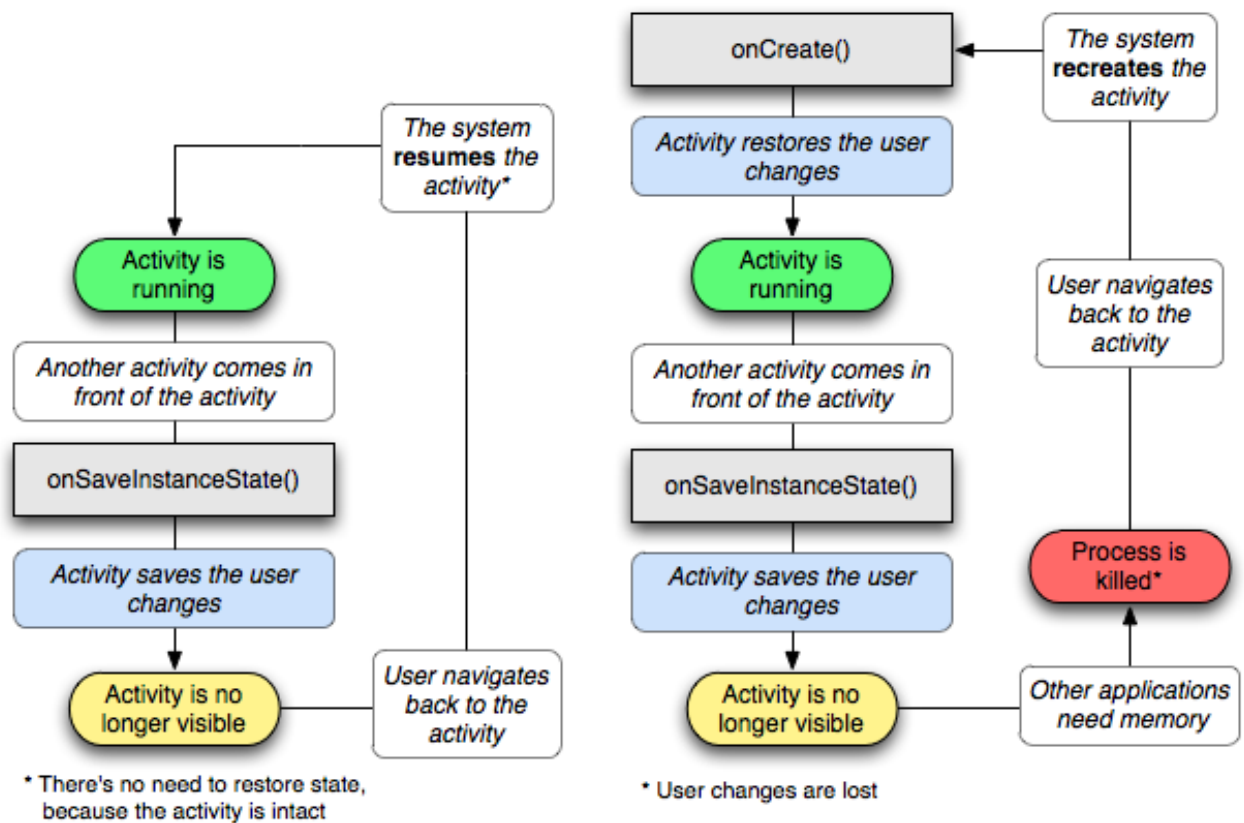 The system
resumes the
activity*
Activity is
running
Another activity comes in
front of the activity
onSaveInstanceState()
Activity saves the user
changes
Activity is no
longer visible
User navigates
back to the
activity
* There's no need to restore state,
because the activity is intact
onCreate()
Activity restores the user
changes
Activity is
running
Another activity comes in
front of the activity
onSaveInstanceState()
Activity saves the user
changes
Activity is no
longer visible
Other applications
need memory
Process is
killed*
User navigates
back to the
activity
The system
recreates the
activity
* User changes are lost